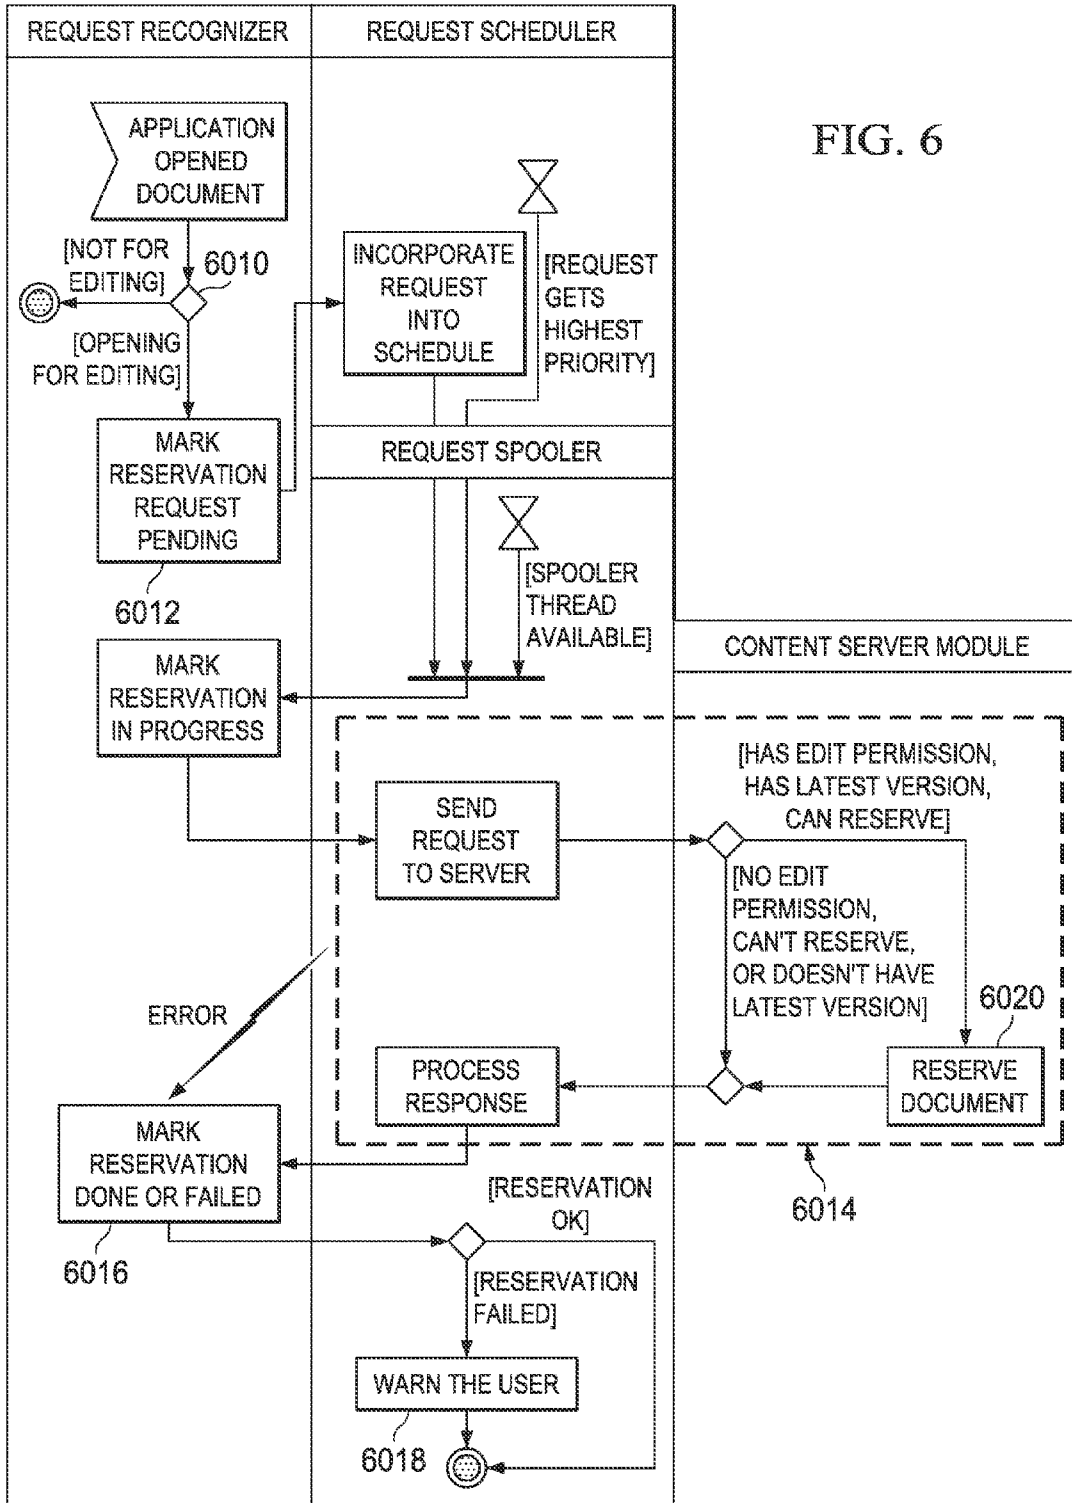 REQUEST RECOGNIZER
REQUEST SCHEDULER
FIG. 6
APPLICATION
OPENED
DOCUMENT
[NOT FOR
EDITING]
6010
[OPENING
FOR EDITING]
INCORPORATE
REQUEST
INTO
SCHEDULE
[REQUEST
GETS
HIGHEST
PRIORITY]
MARK
RESERVATION
REQUEST
PENDING
6012
REQUEST SPOOLER
[SPOOLER
THREAD
AVAILABLE]
CONTENT SERVER MODULE
MARK
RESERVATION
IN PROGRESS
SEND
REQUEST
TO SERVER
[HAS EDIT PERMISSION,
HAS LATEST VERSION,
CAN RESERVE]
[NO EDIT
PERMISSION,
CAN'T RESERVE,
OR DOESN'T HAVE
LATEST VERSION]
6020
RESERVE
DOCUMENT
ERROR
PROCESS
RESPONSE
6014
MARK
RESERVATION
DONE OR FAILED
6016
[RESERVATION
OK]
[RESERVATION
FAILED]
WARN THE USER
6018